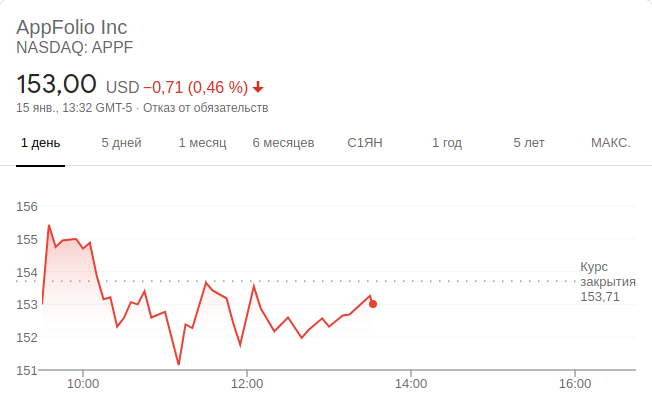 AppFolio Inc
NASDAQ: APPF
153,00 USD −0,71 (0,46 %)
15 янв., 13:32 GMT-5 · Отказ от обязательств
1 день 5 дней 1 месяц 6 месяцев С1ЯН 1 год 5 лет МАКС.
156
155
154
153
152
151
Курс
закрытия
153,71
10:00 12:00 14:00 16:00